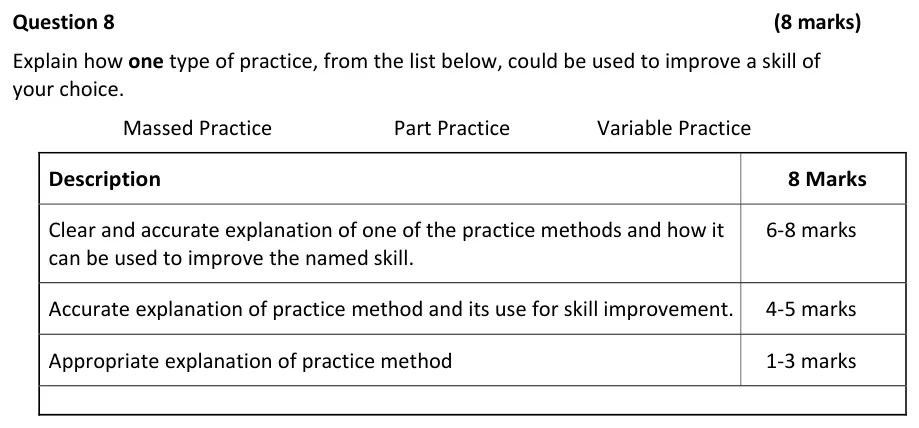 Question 8 (8 marks)
Explain how one type of practice, from the list below, could be used to improve a skill of
your choice.
Massed Practice Part Practice Variable Practice
Description 8 Marks
Clear and accurate explanation of one of the practice methods and how it 6-8 marks
can be used to improve the named skill.
Accurate explanation of practice method and its use for skill improvement. 4-5 marks
Appropriate explanation of practice method 1-3 marks